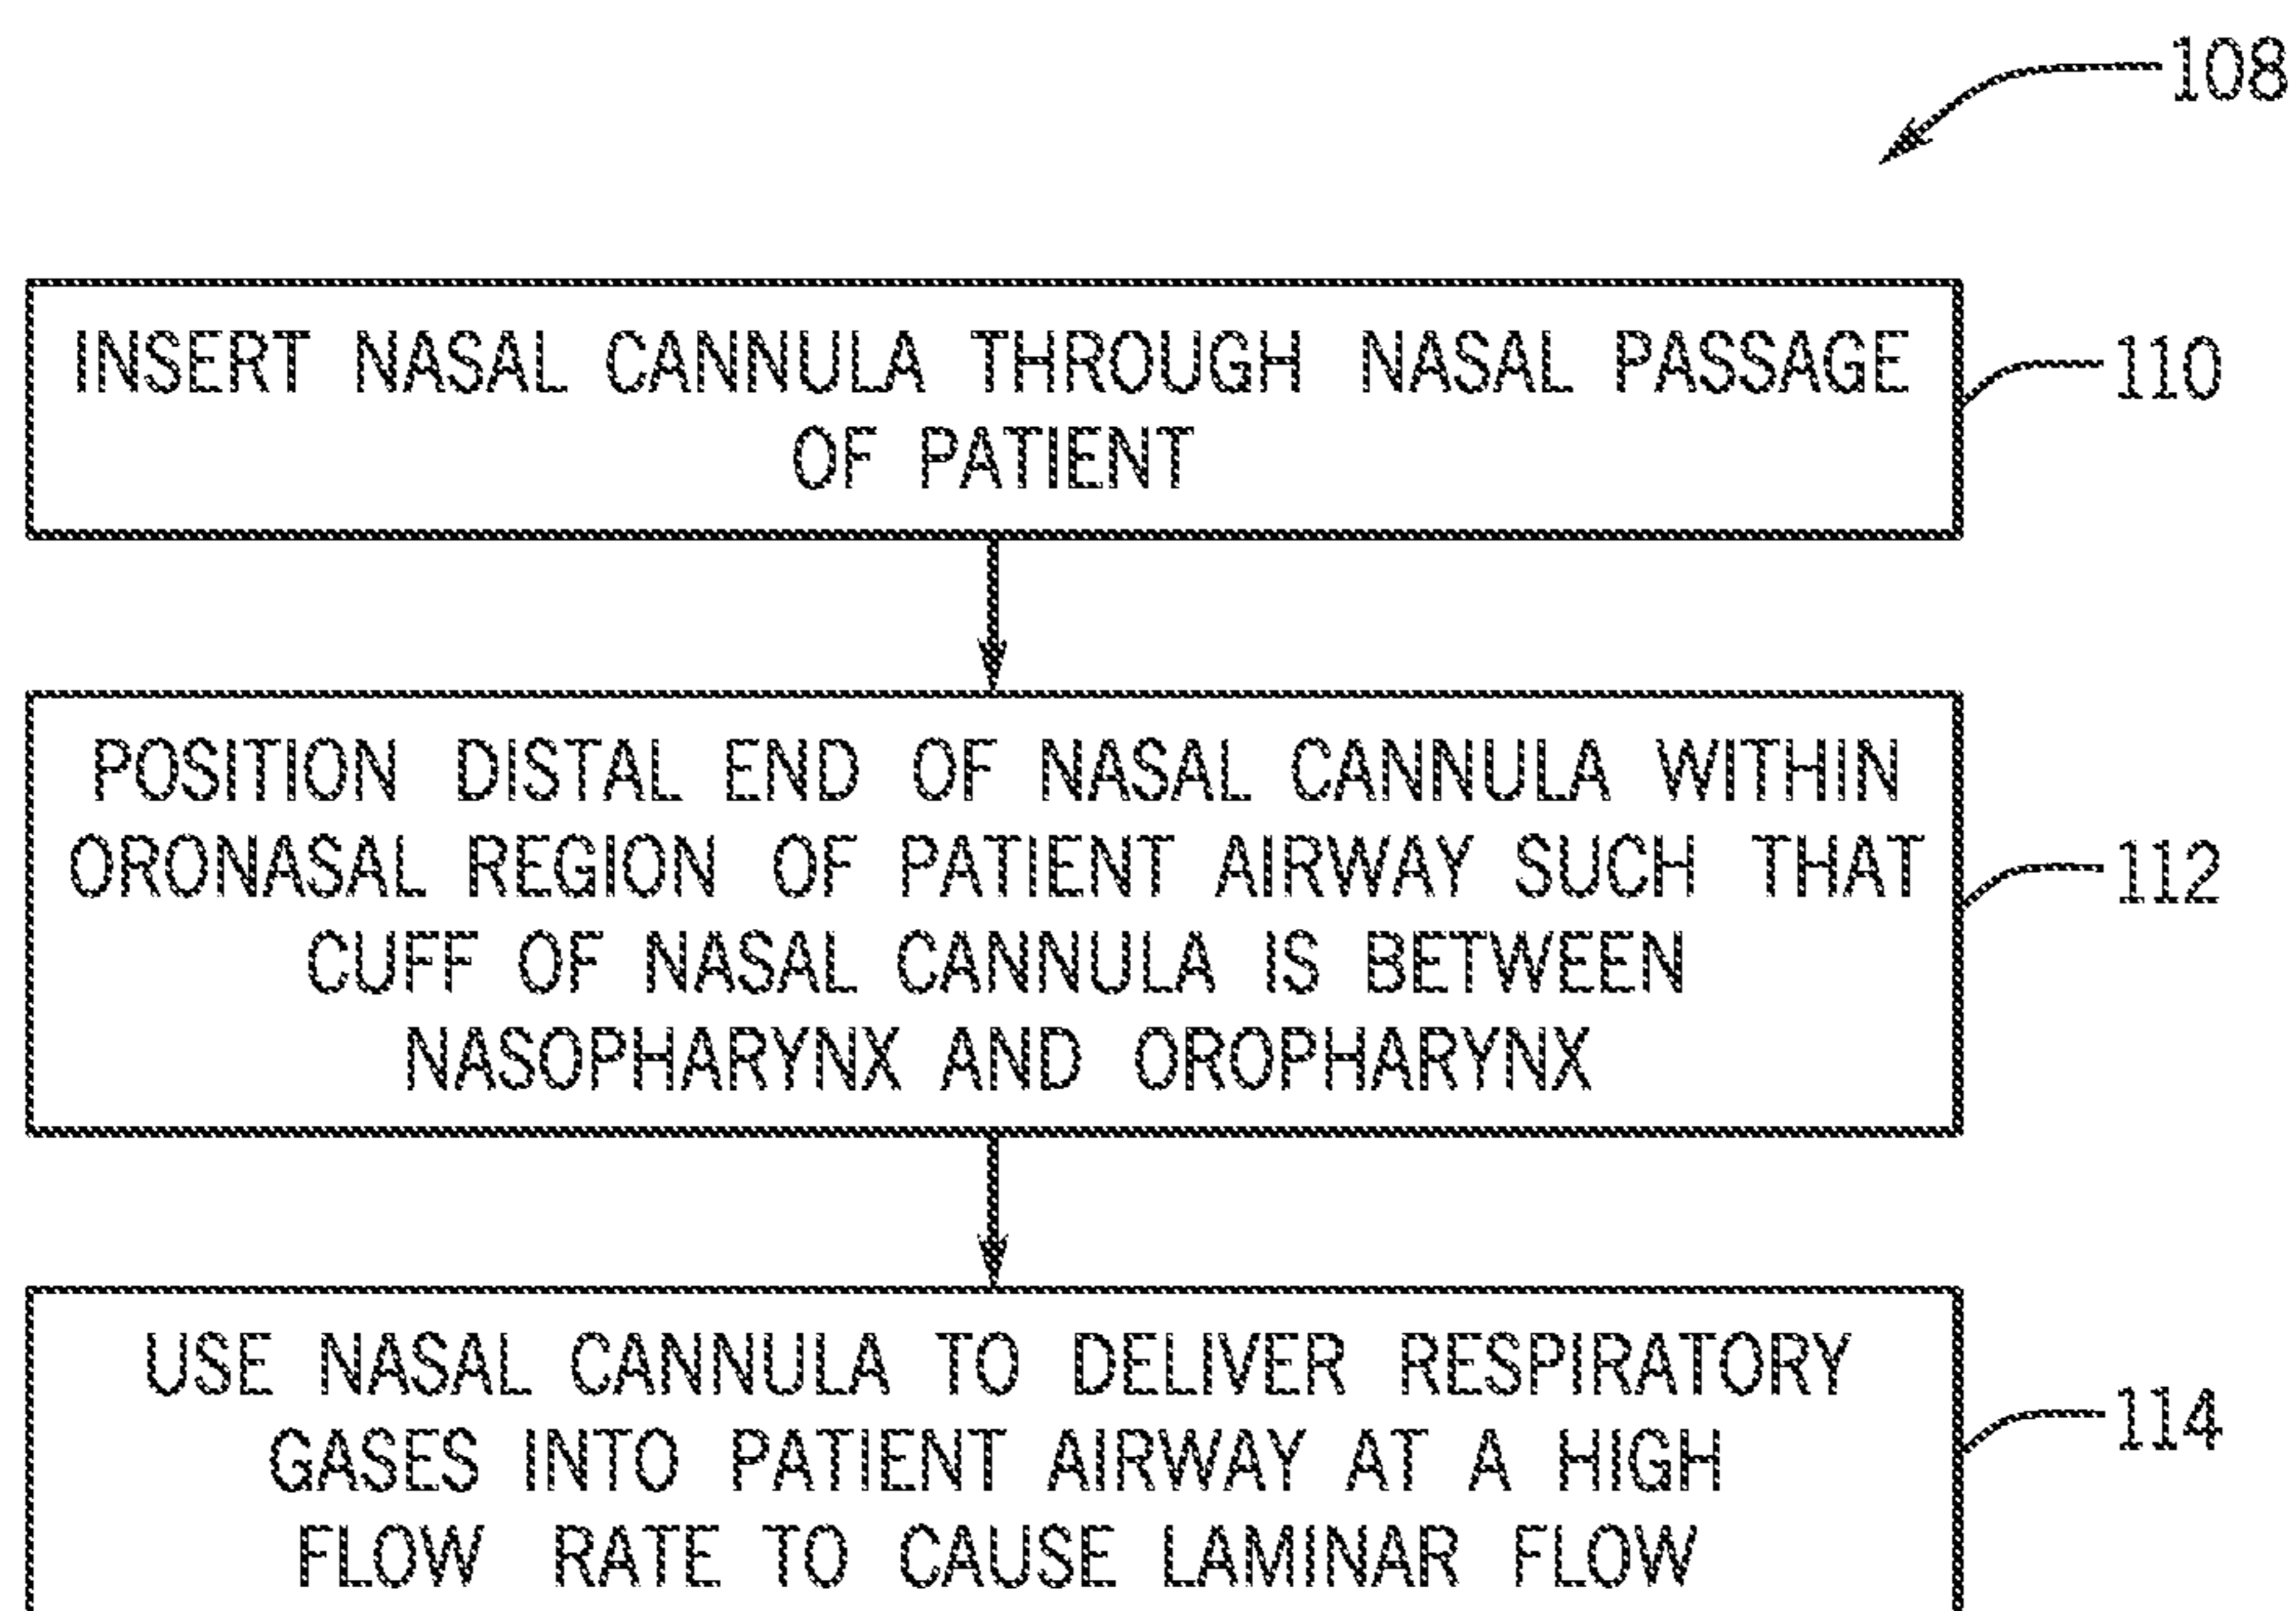 108
INSERT NASAL CANNULA THROUGH NASAL PASSAGE
OF PATIENT
110
POSITION DISTAL END OF NASAL CANNULA WITHIN
ORONASAL REGION OF PATIENT AIRWAY SUCH THAT
CUFF OF NASAL CANNULA IS BETWEEN
NASOPHARYNX AND OROPHARYNX
112
USE NASAL CANNULA TO DELIVER RESPIRATORY
GASES INTO PATIENT AIRWAY AT A HIGH
FLOW RATE TO CAUSE LAMINAR FLOW
114